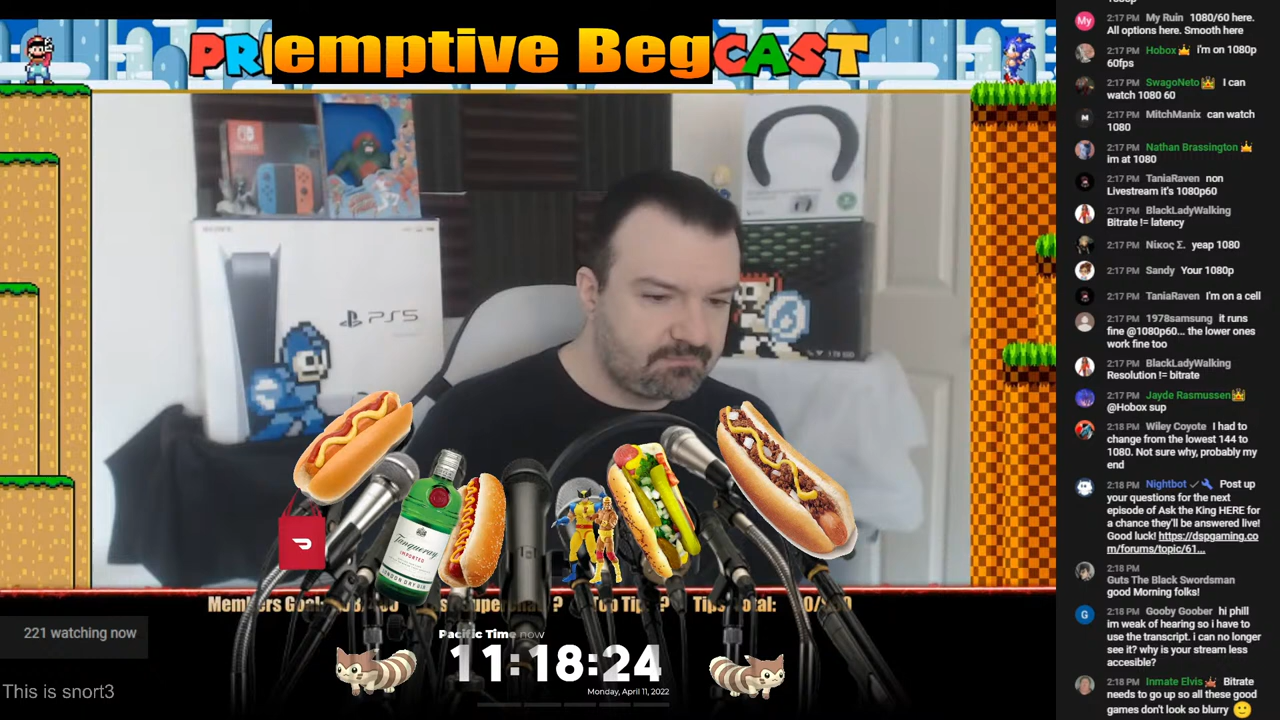 PR
emptive Beg
CAST
PS5
Tanqueray
IMPORTED
LONDON DRY GIN
Members Goal:
Tips
Total:
221 watching now
Pacific Time now
11:18:24
Monday, April 11, 2022
This is snort3
2:17 PM My Ruin 1080/60 here.
All options here. Smooth here
2:17 PM Hobox i'm on 1080p
60fps
2:17 PM SwagoNeto I can
watch 1080 60
2:17 PM MitchManix can watch
1080
2:17 PM Nathan Brassington
im at 1080
2:17 PM TaniaRaven non
Livestream it's 1080p60
2:17 PM BlackLadyWalking
Bitrate != latency
2:17 PM Νίκος Σ. yeap 1080
2:17 PM Sandy Your 1080p
2:17 PM TaniaRaven I'm on a cell
2:17 PM 1978samsung it runs
fine @1080p60... the lower ones
work fine too
2:17 PM BlackLadyWalking
Resolution != bitrate
2:17 PM Jayde Rasmussen
@Hobox sup
2:18 PM Wiley Coyote I had to
change from the lowest 144 to
1080. Not sure why, probably my
end
2:18 PM Nightbot Post up
your questions for the next
episode of Ask the King HERE for
a chance they'll be answered live!
Good luck! https://dspgaming.co
m/forums/topic/61...
2:18 PM
Guts The Black Swordsman
good Morning folks!
2:18 PM Gooby Goober hi phill
im weak of hearing so i have to
use the transcript. i can no longer
see it? why is your stream less
accesible?
2:18 PM Inmate Elvis Bitrate
needs to go up so all these good
games don't look so blurry